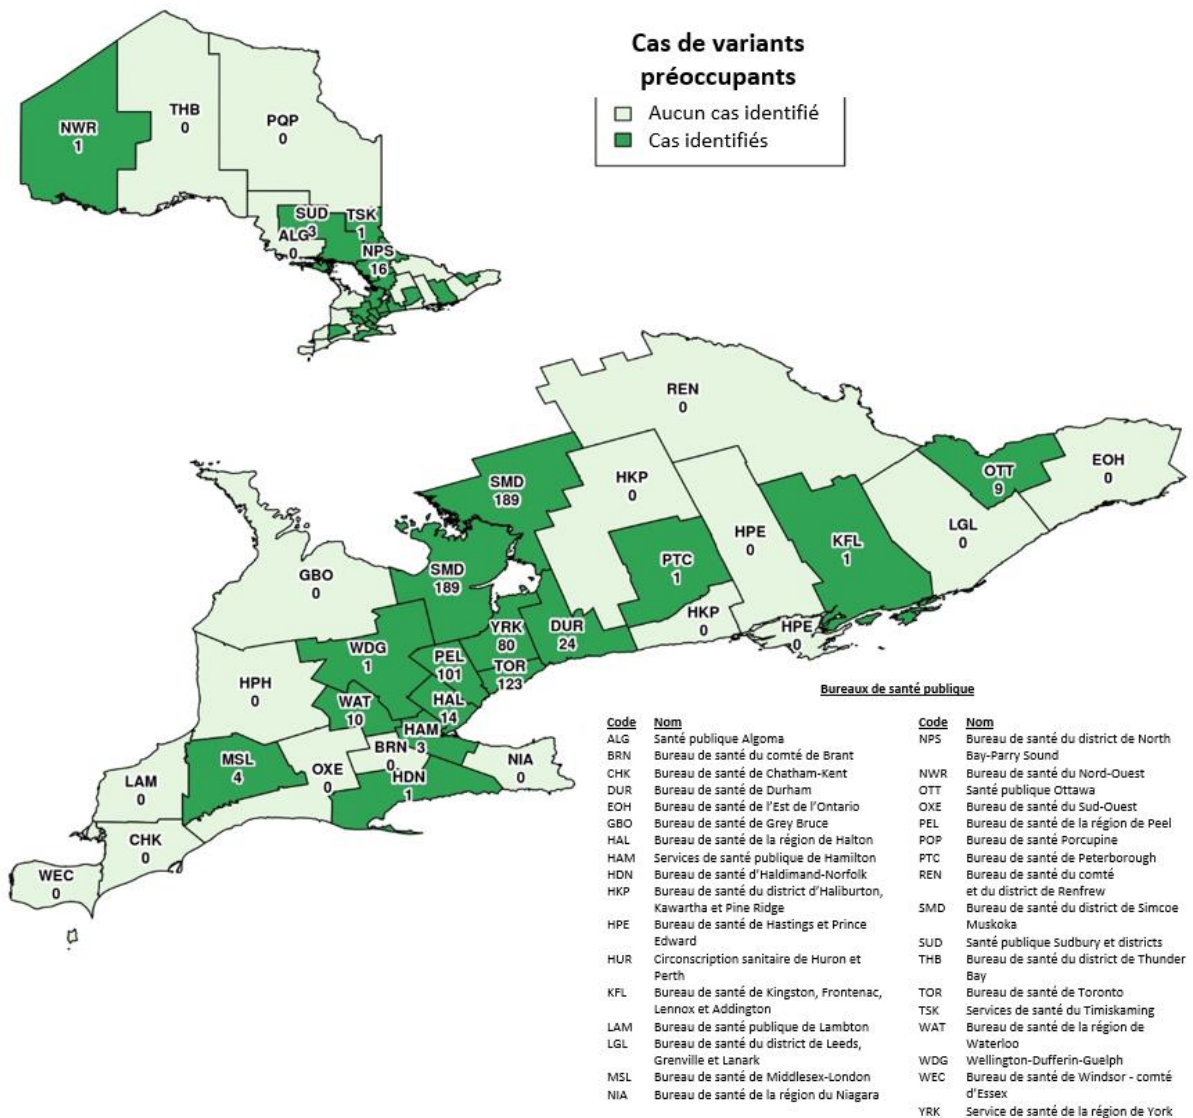 Cas de variants
préoccupants
Aucun cas identifié
Cas identifiés
NWR
1
THB
0
PQP
0
SUD
3
TSK
1
ALG
0
NPS
16
REN
0
SMD
189
HKP
0
OTT
9
EOH
0
HPE
0
KFL
1
LGL
0
PTC
1
GBO
0
SMD
189
HKP
0
HPE
0
YRK
80
DUR
24
WDG
1
PEL
101
TOR
123
HPH
0
WAT
10
HAL
14
HAM
3
BRN
0
MSL
4
OXE
0
HDN
1
NIA
0
LAM
0
CHK
0
WEC
0
Bureaux de santé publique
Code Nom
ALG Santé publique Algoma
BRN Bureau de santé du comté de Brant
CHK Bureau de santé de Chatham-Kent
DUR Bureau de santé de Durham
EOH Bureau de santé de l'Est de l'Ontario
GBO Bureau de santé de Grey Bruce
HAL Bureau de santé de la région de Halton
HAM Services de santé publique de Hamilton
HDN Bureau de santé d'Haldimand-Norfolk
HKP Bureau de santé du district d'Haliburton,
Kawartha et Pine Ridge
HPE Bureau de santé de Hastings et Prince
Edward
HUR Circonscription sanitaire de Huron et
Perth
KFL Bureau de santé de Kingston, Frontenac,
Lennox et Addington
LAM Bureau de santé publique de Lambton
LGL Bureau de santé du district de Leeds,
Grenville et Lanark
MSL Bureau de santé de Middlesex-London
NIA Bureau de santé de la région du Niagara
Code Nom
NPS Bureau de santé du district de North
Bay-Parry Sound
NWR Bureau de santé du Nord-Ouest
OTT Santé publique Ottawa
OXE Bureau de santé du Sud-Ouest
PEL Bureau de santé de la région de Peel
POP Bureau de santé Porcupine
PTC Bureau de santé de Peterborough
REN Bureau de santé du comté
et du district de Renfrew
SMD Bureau de santé du district de Simcoe
Muskoka
SUD Santé publique Sudbury et districts
THB Bureau de santé du district de Thunder
Bay
TOR Bureau de santé de Toronto
TSK Services de santé du Timiskaming
WAT Bureau de santé de la région de
Waterloo
WDG Wellington-Dufferin-Guelph
WEC Bureau de santé de Windsor - comté
d'Essex
YRK Service de santé de la région de York